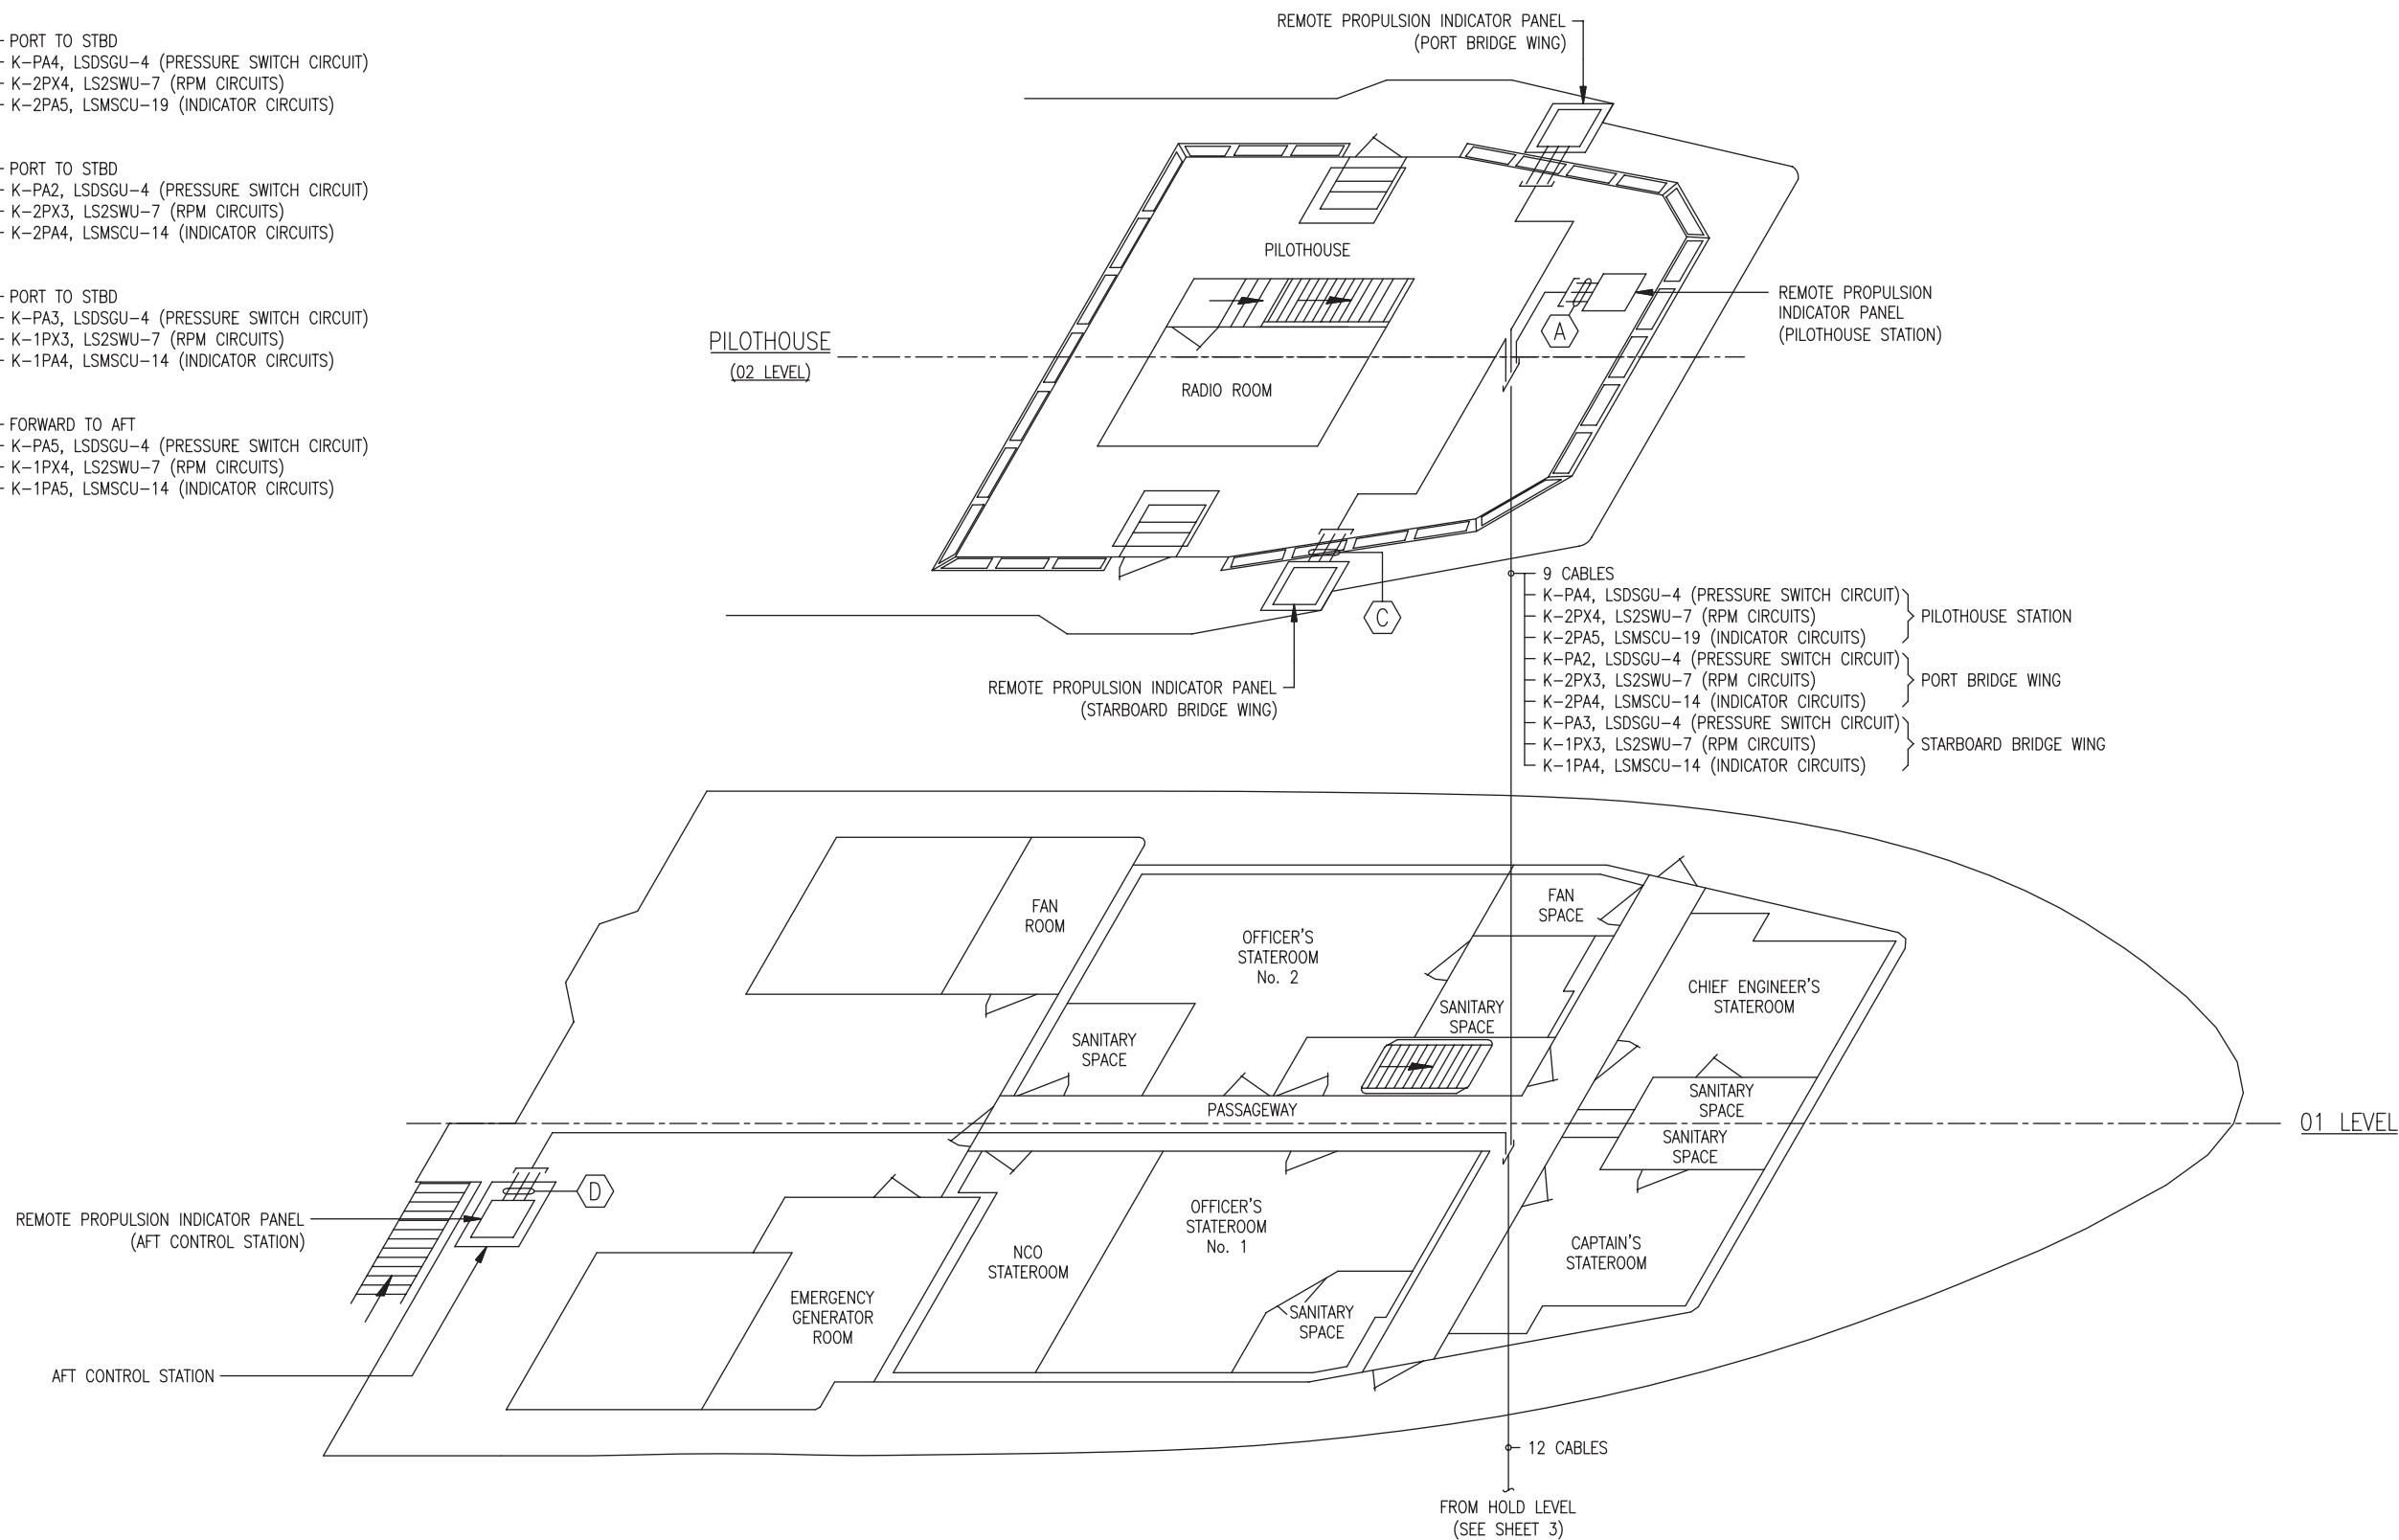 PORT TO STBD
K-PA4, LSDSGU-4 (PRESSURE SWITCH CIRCUIT)
K-2PX4, LS2SWU-7 (RPM CIRCUITS)
K-2PA5, LSMSCU-19 (INDICATOR CIRCUITS)
PORT TO STBD
K-PA2, LSDSGU-4 (PRESSURE SWITCH CIRCUIT)
K-2PX3, LS2SWU-7 (RPM CIRCUITS)
K-2PA4, LSMSCU-14 (INDICATOR CIRCUITS)
PORT TO STBD
K-PA3, LSDSGU-4 (PRESSURE SWITCH CIRCUIT)
K-1PX3, LS2SWU-7 (RPM CIRCUITS)
K-1PA4, LSMSCU-14 (INDICATOR CIRCUITS)
FORWARD TO AFT
K-PA5, LSDSGU-4 (PRESSURE SWITCH CIRCUIT)
K-1PX4, LS2SWU-7 (RPM CIRCUITS)
K-1PA5, LSMSCU-14 (INDICATOR CIRCUITS)
REMOTE PROPULSION INDICATOR PANEL
(PORT BRIDGE WING)
PILOTHOUSE
REMOTE PROPULSION
INDICATOR PANEL
(PILOTHOUSE STATION)
A
PILOTHOUSE
(02 LEVEL)
RADIO ROOM
C
REMOTE PROPULSION INDICATOR PANEL
(STARBOARD BRIDGE WING)
9 CABLES
K-PA4, LSDSGU-4 (PRESSURE SWITCH CIRCUIT)
K-2PX4, LS2SWU-7 (RPM CIRCUITS)
PILOTHOUSE STATION
K-2PA5, LSMSCU-19 (INDICATOR CIRCUITS)
K-PA2, LSDSGU-4 (PRESSURE SWITCH CIRCUIT)
K-2PX3, LS2SWU-7 (RPM CIRCUITS)
PORT BRIDGE WING
K-2PA4, LSMSCU-14 (INDICATOR CIRCUITS)
K-PA3, LSDSGU-4 (PRESSURE SWITCH CIRCUIT)
K-1PX3, LS2SWU-7 (RPM CIRCUITS)
STARBOARD BRIDGE WING
K-1PA4, LSMSCU-14 (INDICATOR CIRCUITS)
FAN
ROOM
OFFICER'S
STATEROOM
No. 2
FAN
SPACE
SANITARY
SPACE
SANITARY
SPACE
CHIEF ENGINEER'S
STATEROOM
SANITARY
SPACE
SANITARY
SPACE
PASSAGEWAY
01 LEVEL
D
REMOTE PROPULSION INDICATOR PANEL
(AFT CONTROL STATION)
NCO
STATEROOM
OFFICER'S
STATEROOM
No. 1
CAPTAIN'S
STATEROOM
EMERGENCY
GENERATOR
ROOM
SANITARY
SPACE
AFT CONTROL STATION
12 CABLES
FROM HOLD LEVEL
(SEE SHEET 3)